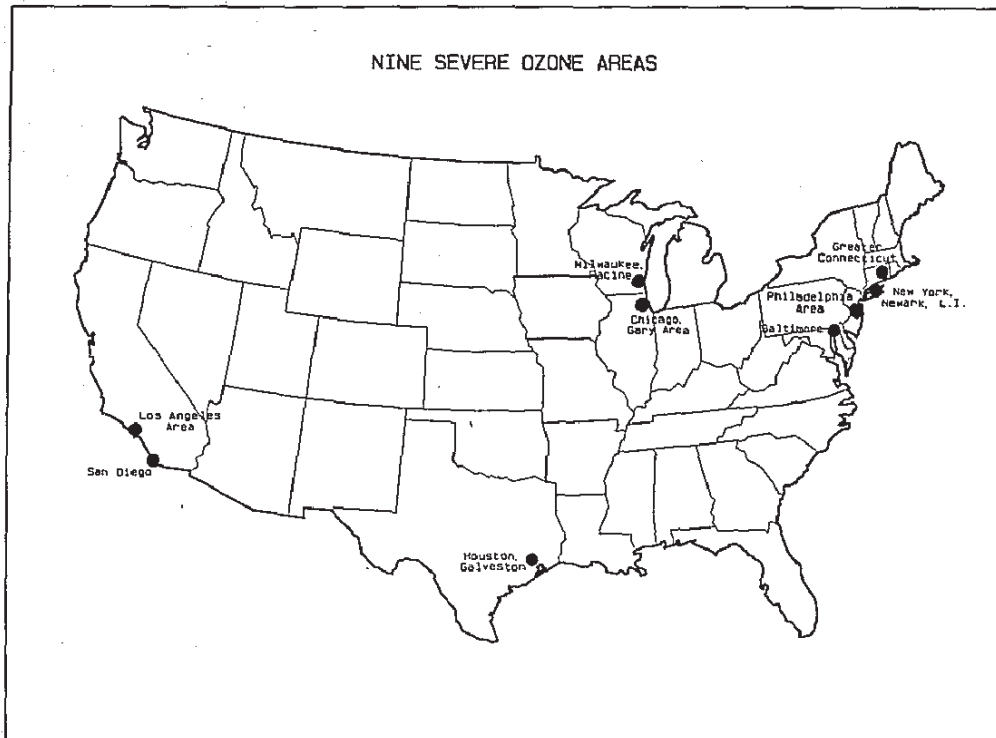 NINE SEVERE OZONE AREAS
Greater
Connecticut
Milwaukee,
Racine
New York,
Newark, L.I.
Philadelphia
Area
Chicago,
Gary Area
Baltimore
Los Angeles
Area
San Diego
Houston,
Galveston